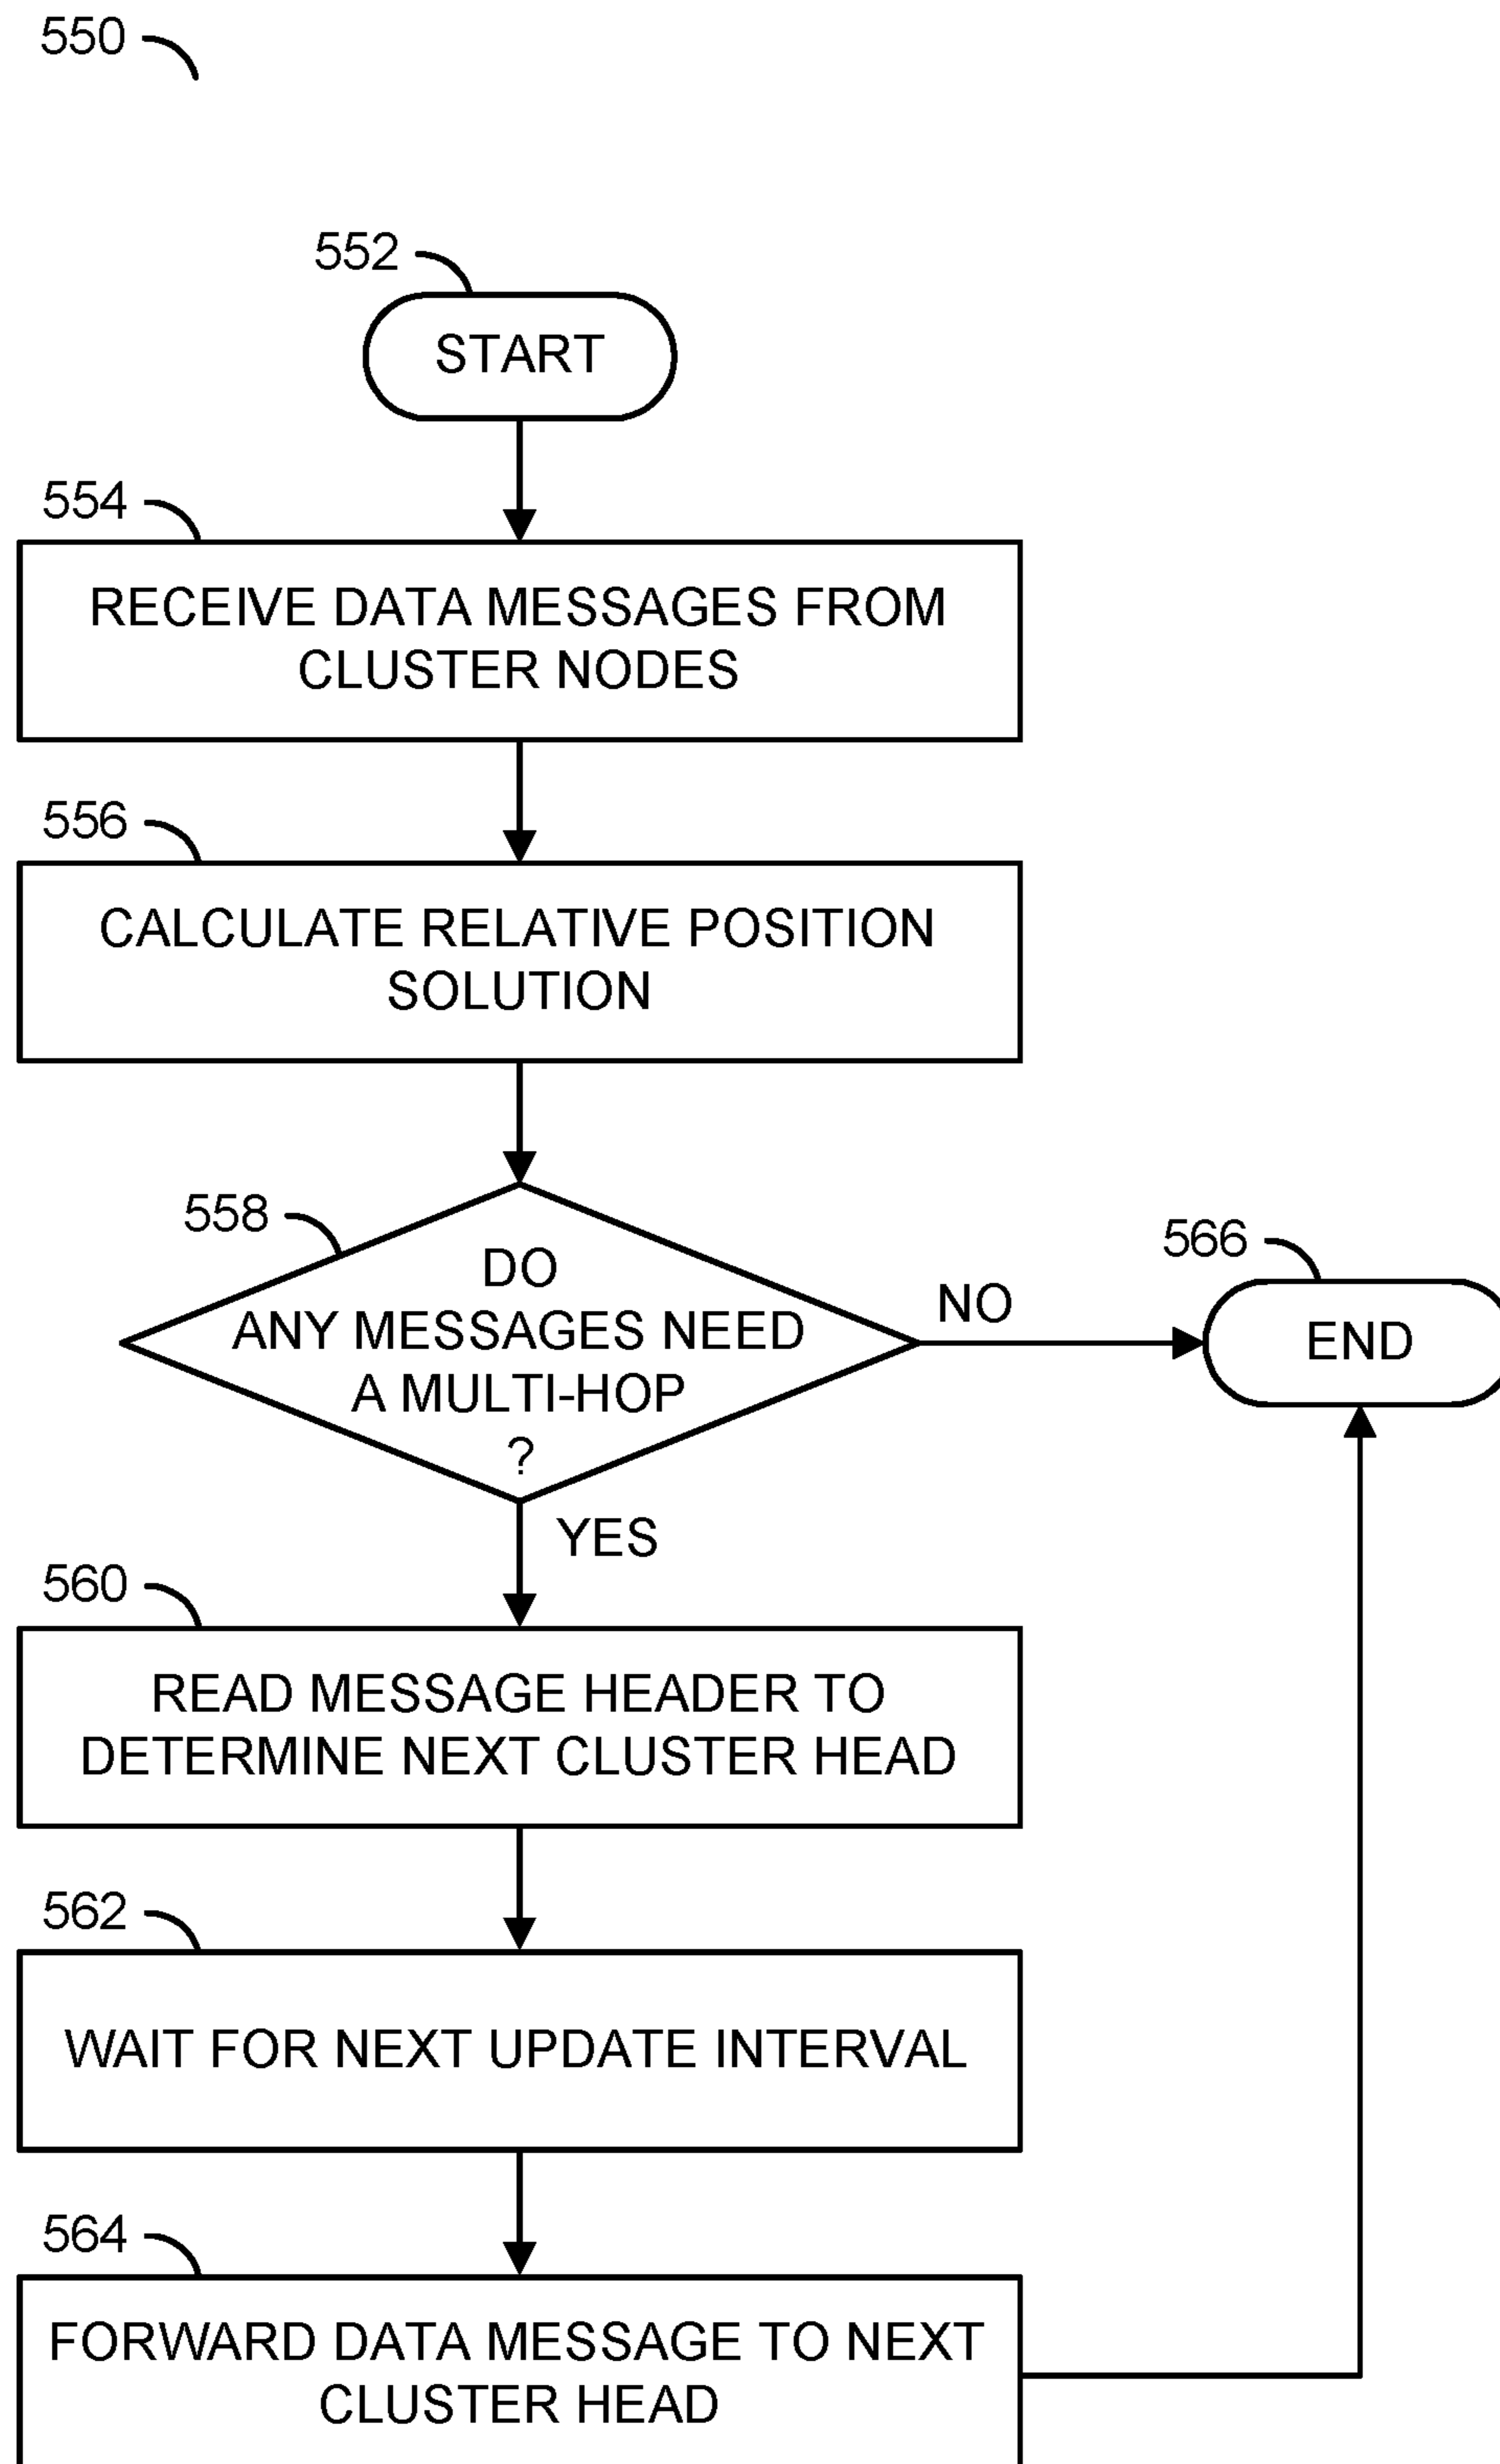 550
552
START
554
RECEIVE DATA MESSAGES FROM
CLUSTER NODES
556
CALCULATE RELATIVE POSITION
SOLUTION
558
DO
ANY MESSAGES NEED
A MULTI-HOP
?
NO
566
END
YES
560
READ MESSAGE HEADER TO
DETERMINE NEXT CLUSTER HEAD
562
WAIT FOR NEXT UPDATE INTERVAL
564
FORWARD DATA MESSAGE TO NEXT
CLUSTER HEAD